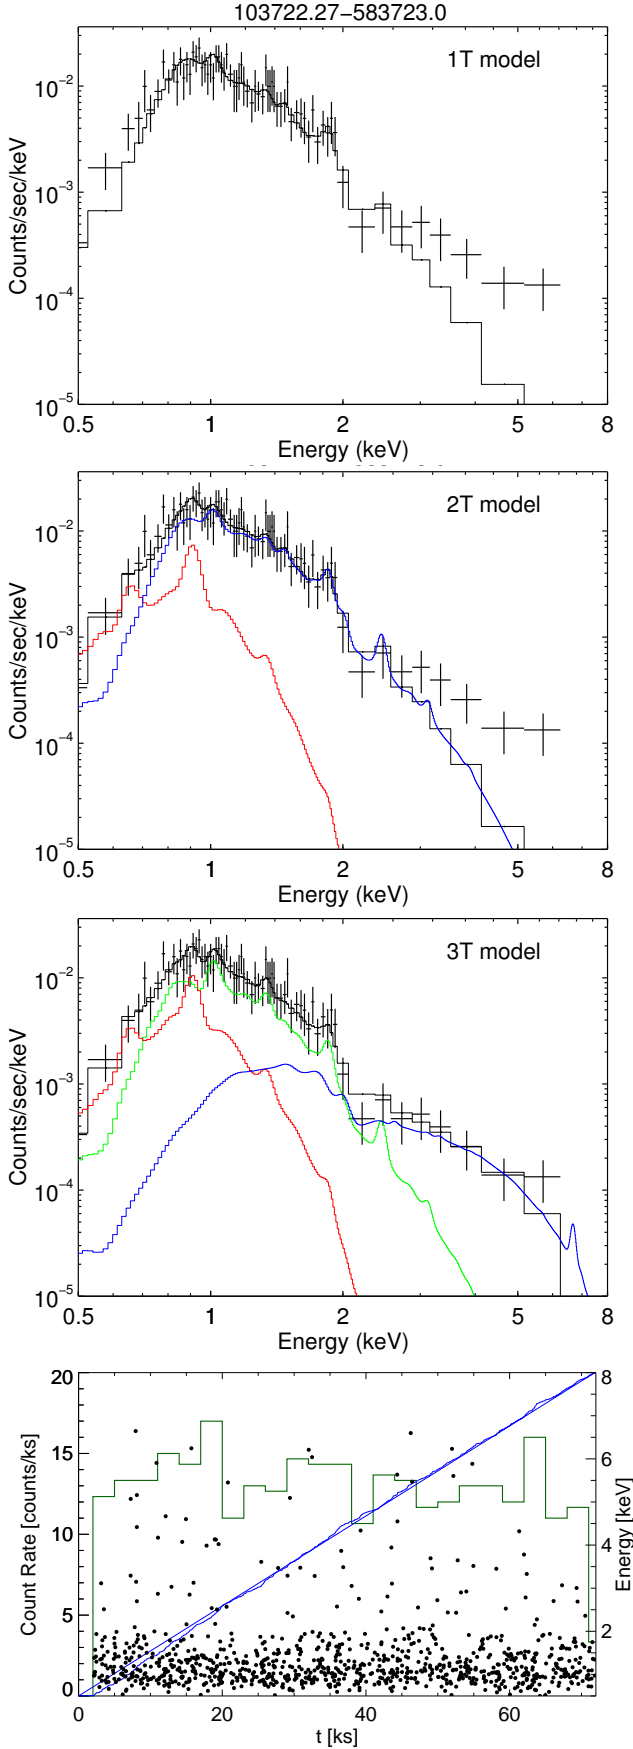 103722.27−583723.0
1T model
Counts/sec/keV
10⁻²
10⁻³
10⁻⁴
10⁻⁵
0.5 1 2 5 8
Energy (keV)
2T model
Counts/sec/keV
10⁻²
10⁻³
10⁻⁴
10⁻⁵
0.5 1 2 5 8
Energy (keV)
3T model
Counts/sec/keV
10⁻²
10⁻³
10⁻⁴
10⁻⁵
0.5 1 2 5 8
Energy (keV)
Count Rate [counts/ks]
20
15
10
5
0
8
6
4
2
Energy [keV]
0 20 40 60
t [ks]